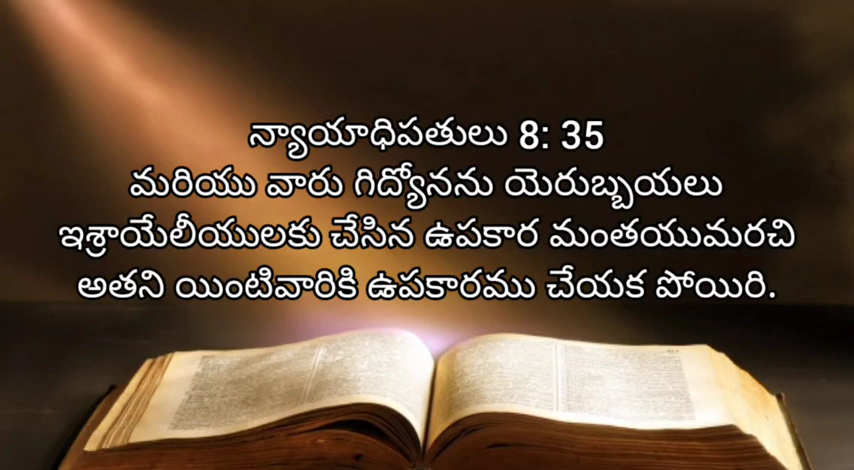 న్యాయాధిపతులు 8: 35
మరియు వారు గిద్యోనను యెరుబ్బయలు
ఇశ్రాయేలీయులకు చేసిన ఉపకార మంతయుమరచి
అతని యింటివారికి ఉపకారము చేయక పోయిరి.